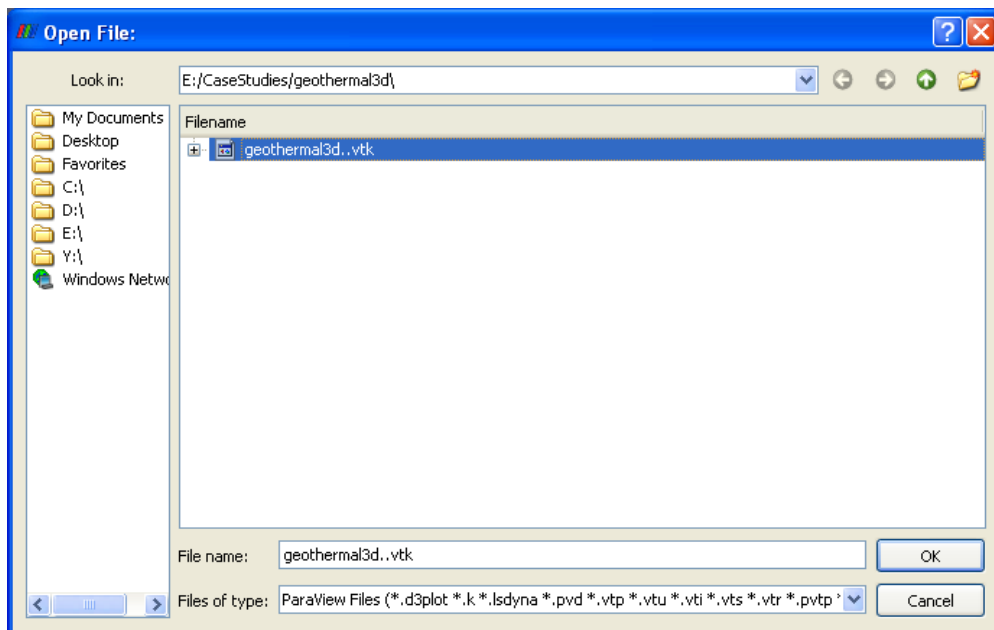 Open File:
Look in: E:/CaseStudies/geothermal3d\
My Documents
Desktop
Favorites
C:\
D:\
E:\
Y:\
Windows Netwo
Filename
geothermal3d..vtk
File name: geothermal3d..vtk OK
Files of type: ParaView Files (*.d3plot *.k *.lsdyna *.pvd *.vtp *.vtu *.vti *.vts *.vtr *.pvtp * Cancel